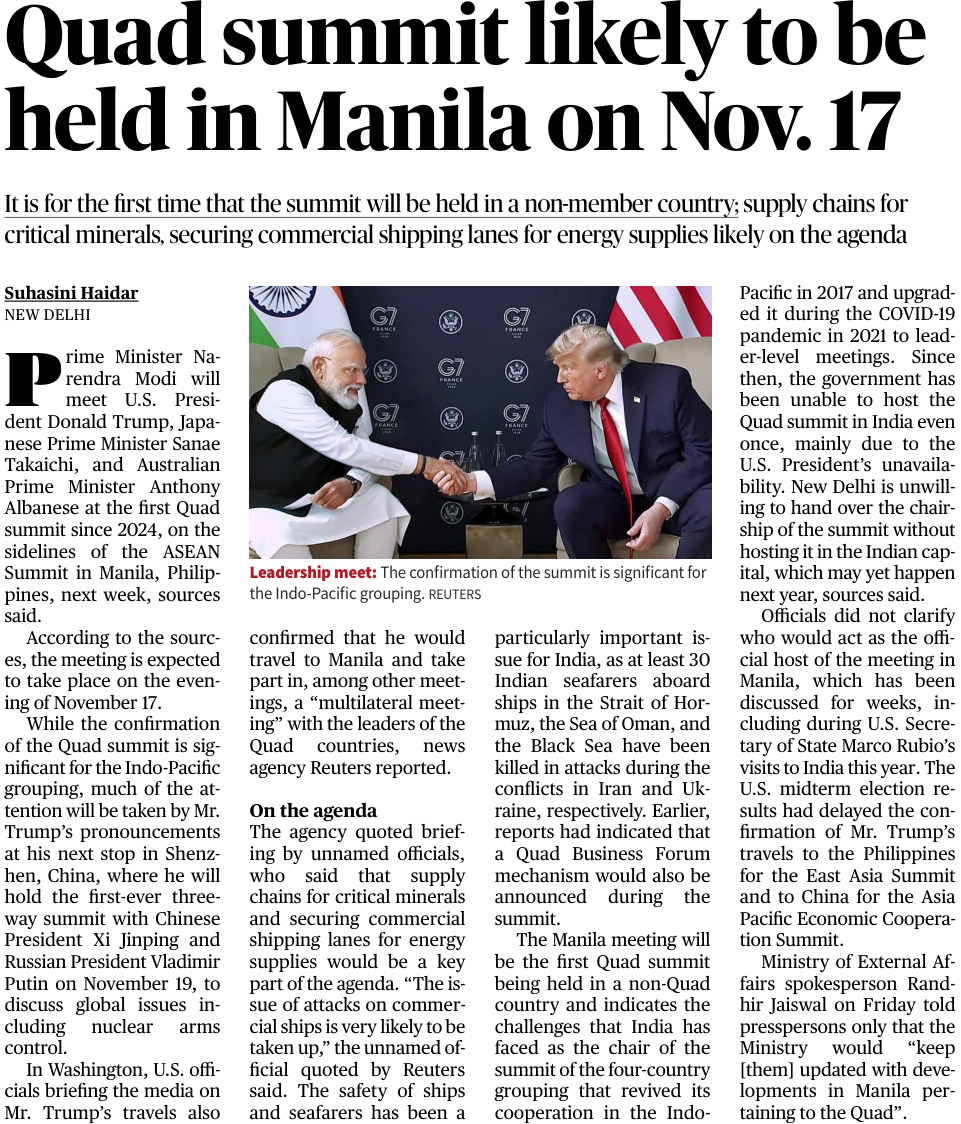 Quad summit likely to be
held in Manila on Nov. 17
It is for the first time that the summit will be held in a non-member country; supply chains for
critical minerals, securing commercial shipping lanes for energy supplies likely on the agenda
Suhasini Haidar
NEW DELHI
Prime Minister Na-
rendra Modi will
meet U.S. Presi-
dent Donald Trump, Japa-
nese Prime Minister Sanae
Takaichi, and Australian
Prime Minister Anthony
Albanese at the first Quad
summit since 2024, on the
sidelines of the ASEAN
Summit in Manila, Philip-
pines, next week, sources
said.
According to the sourc-
es, the meeting is expected
to take place on the even-
ing of November 17.
While the confirmation
of the Quad summit is sig-
nificant for the Indo-Pacific
grouping, much of the at-
tention will be taken by Mr.
Trump's pronouncements
at his next stop in Shenz-
hen, China, where he will
hold the first-ever three-
way summit with Chinese
President Xi Jinping and
Russian President Vladimir
Putin on November 19, to
discuss global issues in-
cluding nuclear arms
control.
In Washington, U.S. offi-
cials briefing the media on
Mr. Trump's travels also
G7
FRANCE
G7
FRANCE
G7
FRANCE
G7
G7
Leadership meet: The confirmation of the summit is significant for
the Indo-Pacific grouping. REUTERS
confirmed that he would
travel to Manila and take
part in, among other meet-
ings, a "multilateral meet-
ing" with the leaders of the
Quad countries, news
agency Reuters reported.
On the agenda
The agency quoted brief-
ing by unnamed officials,
who said that supply
chains for critical minerals
and securing commercial
shipping lanes for energy
supplies would be a key
part of the agenda. "The is-
sue of attacks on commer-
cial ships is very likely to be
taken up," the unnamed of-
ficial quoted by Reuters
said. The safety of ships
and seafarers has been a
particularly important is-
sue for India, as at least 30
Indian seafarers aboard
ships in the Strait of Hor-
muz, the Sea of Oman, and
the Black Sea have been
killed in attacks during the
conflicts in Iran and Uk-
raine, respectively. Earlier,
reports had indicated that
a Quad Business Forum
mechanism would also be
announced during the
summit.
The Manila meeting will
be the first Quad summit
being held in a non-Quad
country and indicates the
challenges that India has
faced as the chair of the
summit of the four-country
grouping that revived its
cooperation in the Indo-
Pacific in 2017 and upgrad-
ed it during the COVID-19
pandemic in 2021 to lead-
er-level meetings. Since
then, the government has
been unable to host the
Quad summit in India even
once, mainly due to the
U.S. President's unavaila-
bility. New Delhi is unwill-
ing to hand over the chair-
ship of the summit without
hosting it in the Indian cap-
ital, which may yet happen
next year, sources said.
Officials did not clarify
who would act as the offi-
cial host of the meeting in
Manila, which has been
discussed for weeks, in-
cluding during U.S. Secre-
tary of State Marco Rubio's
visits to India this year. The
U.S. midterm election re-
sults had delayed the con-
firmation of Mr. Trump's
travels to the Philippines
for the East Asia Summit
and to China for the Asia
Pacific Economic Coopera-
tion Summit.
Ministry of External Af-
fairs spokesperson Rand-
hir Jaiswal on Friday told
presspersons only that the
Ministry would "keep
[them] updated with deve-
lopments in Manila per-
taining to the Quad".